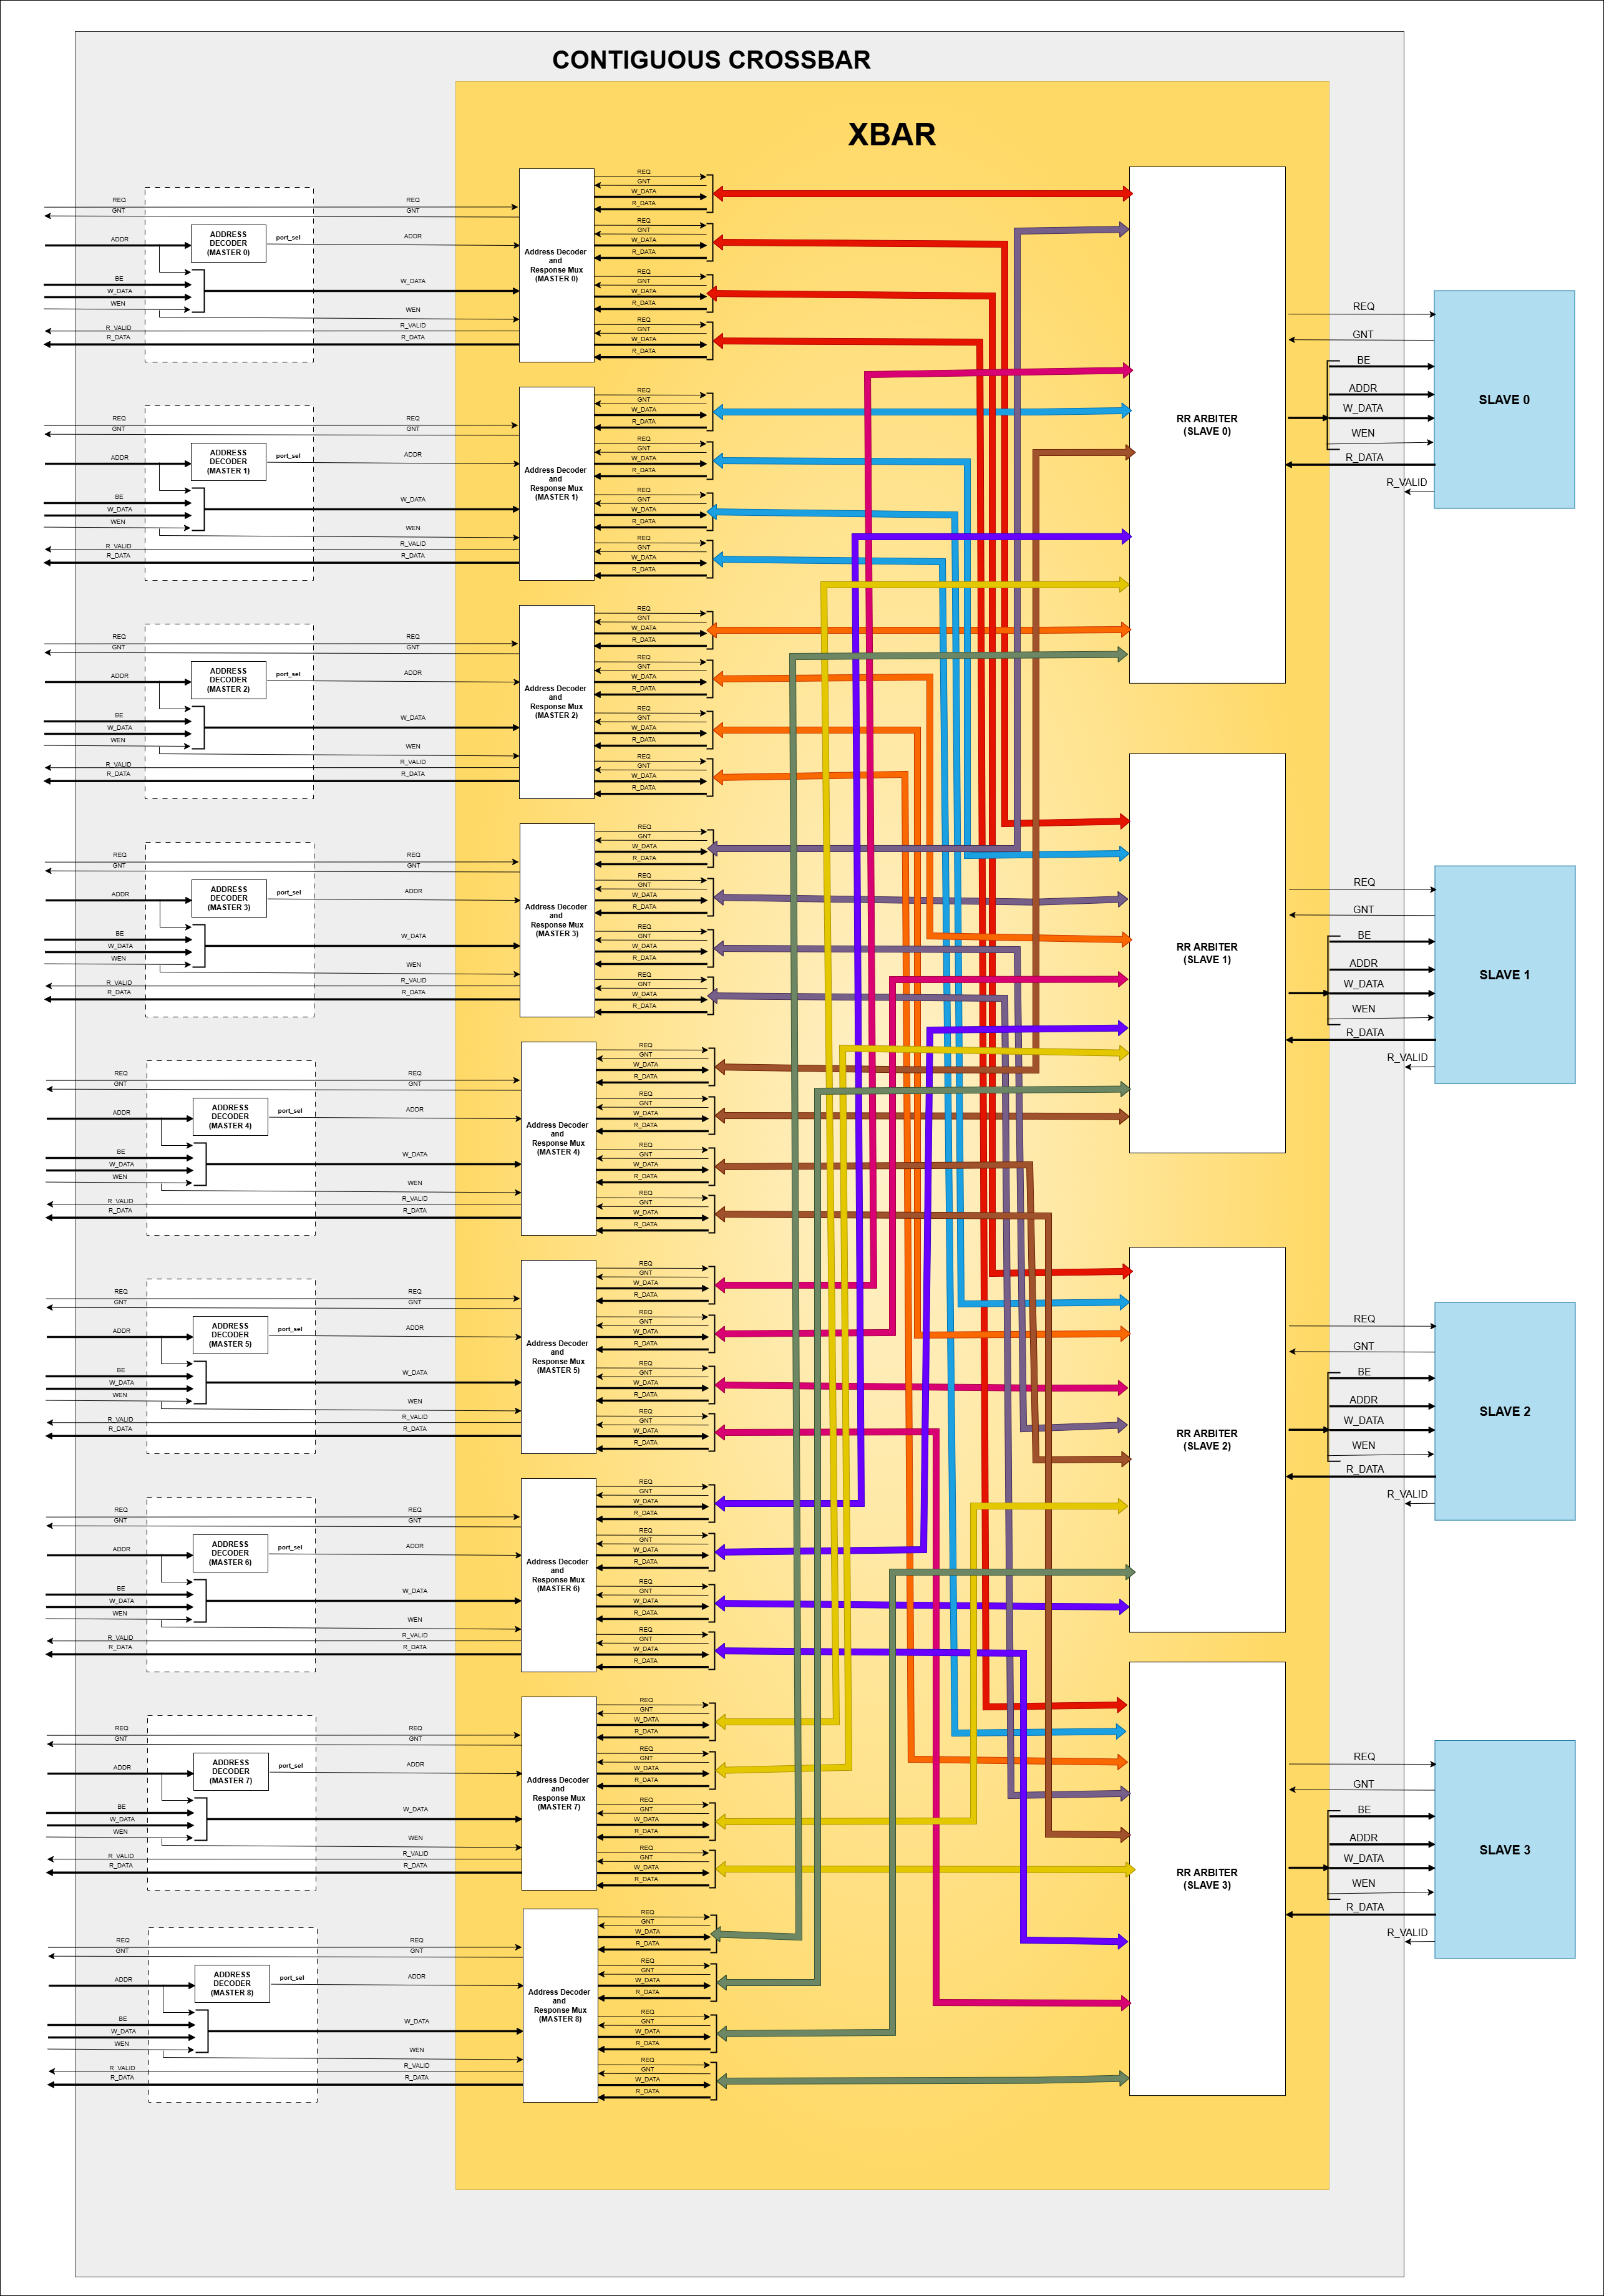 CONTIGUOUS CROSSBAR
XBAR
REQ REQ
GNT GNT
ADDR
ADDRESS
DECODER
(MASTER 0)
port_sel
ADDR
BE
W_DATA
W_DATA
WEN
WEN
R_VALID R_VALID
R_DATA R_DATA
Address Decoder
and
Response Mux
(MASTER 0)
REQ
GNT
W_DATA
R_DATA
REQ
GNT
W_DATA
R_DATA
REQ
GNT
W_DATA
R_DATA
REQ
GNT
W_DATA
R_DATA
REQ REQ
GNT GNT
ADDR
ADDRESS
DECODER
(MASTER 1)
port_sel
ADDR
BE
W_DATA
W_DATA
WEN
WEN
R_VALID R_VALID
R_DATA R_DATA
Address Decoder
and
Response Mux
(MASTER 1)
REQ
GNT
W_DATA
R_DATA
REQ
GNT
W_DATA
R_DATA
REQ
GNT
W_DATA
R_DATA
REQ
GNT
W_DATA
R_DATA
REQ REQ
GNT GNT
ADDR
ADDRESS
DECODER
(MASTER 2)
port_sel
ADDR
BE
W_DATA
W_DATA
WEN
WEN
R_VALID R_VALID
R_DATA R_DATA
Address Decoder
and
Response Mux
(MASTER 2)
REQ
GNT
W_DATA
R_DATA
REQ
GNT
W_DATA
R_DATA
REQ
GNT
W_DATA
R_DATA
REQ
GNT
W_DATA
R_DATA
REQ REQ
GNT GNT
ADDR
ADDRESS
DECODER
(MASTER 3)
port_sel
ADDR
BE
W_DATA
W_DATA
WEN
WEN
R_VALID R_VALID
R_DATA R_DATA
Address Decoder
and
Response Mux
(MASTER 3)
REQ
GNT
W_DATA
R_DATA
REQ
GNT
W_DATA
R_DATA
REQ
GNT
W_DATA
R_DATA
REQ
GNT
W_DATA
R_DATA
REQ REQ
GNT GNT
ADDR
ADDRESS
DECODER
(MASTER 4)
port_sel
ADDR
BE
W_DATA
W_DATA
WEN
WEN
R_VALID R_VALID
R_DATA R_DATA
Address Decoder
and
Response Mux
(MASTER 4)
REQ
GNT
W_DATA
R_DATA
REQ
GNT
W_DATA
R_DATA
REQ
GNT
W_DATA
R_DATA
REQ
GNT
W_DATA
R_DATA
REQ REQ
GNT GNT
ADDR
ADDRESS
DECODER
(MASTER 5)
port_sel
ADDR
BE
W_DATA
W_DATA
WEN
WEN
R_VALID R_VALID
R_DATA R_DATA
Address Decoder
and
Response Mux
(MASTER 5)
REQ
GNT
W_DATA
R_DATA
REQ
GNT
W_DATA
R_DATA
REQ
GNT
W_DATA
R_DATA
REQ
GNT
W_DATA
R_DATA
REQ REQ
GNT GNT
ADDR
ADDRESS
DECODER
(MASTER 6)
port_sel
ADDR
BE
W_DATA
W_DATA
WEN
WEN
R_VALID R_VALID
R_DATA R_DATA
Address Decoder
and
Response Mux
(MASTER 6)
REQ
GNT
W_DATA
R_DATA
REQ
GNT
W_DATA
R_DATA
REQ
GNT
W_DATA
R_DATA
REQ
GNT
W_DATA
R_DATA
REQ REQ
GNT GNT
ADDR
ADDRESS
DECODER
(MASTER 7)
port_sel
ADDR
BE
W_DATA
W_DATA
WEN
WEN
R_VALID R_VALID
R_DATA R_DATA
Address Decoder
and
Response Mux
(MASTER 7)
REQ
GNT
W_DATA
R_DATA
REQ
GNT
W_DATA
R_DATA
REQ
GNT
W_DATA
R_DATA
REQ
GNT
W_DATA
R_DATA
REQ REQ
GNT GNT
ADDR
ADDRESS
DECODER
(MASTER 8)
port_sel
ADDR
BE
W_DATA
W_DATA
WEN
WEN
R_VALID R_VALID
R_DATA R_DATA
Address Decoder
and
Response Mux
(MASTER 8)
REQ
GNT
W_DATA
R_DATA
REQ
GNT
W_DATA
R_DATA
REQ
GNT
W_DATA
R_DATA
REQ
GNT
W_DATA
R_DATA
RR ARBITER
(SLAVE 0)
REQ
GNT
BE
ADDR
W_DATA
WEN
R_DATA
R_VALID
SLAVE 0
RR ARBITER
(SLAVE 1)
REQ
GNT
BE
ADDR
W_DATA
WEN
R_DATA
R_VALID
SLAVE 1
RR ARBITER
(SLAVE 2)
REQ
GNT
BE
ADDR
W_DATA
WEN
R_DATA
R_VALID
SLAVE 2
RR ARBITER
(SLAVE 3)
REQ
GNT
BE
ADDR
W_DATA
WEN
R_DATA
R_VALID
SLAVE 3